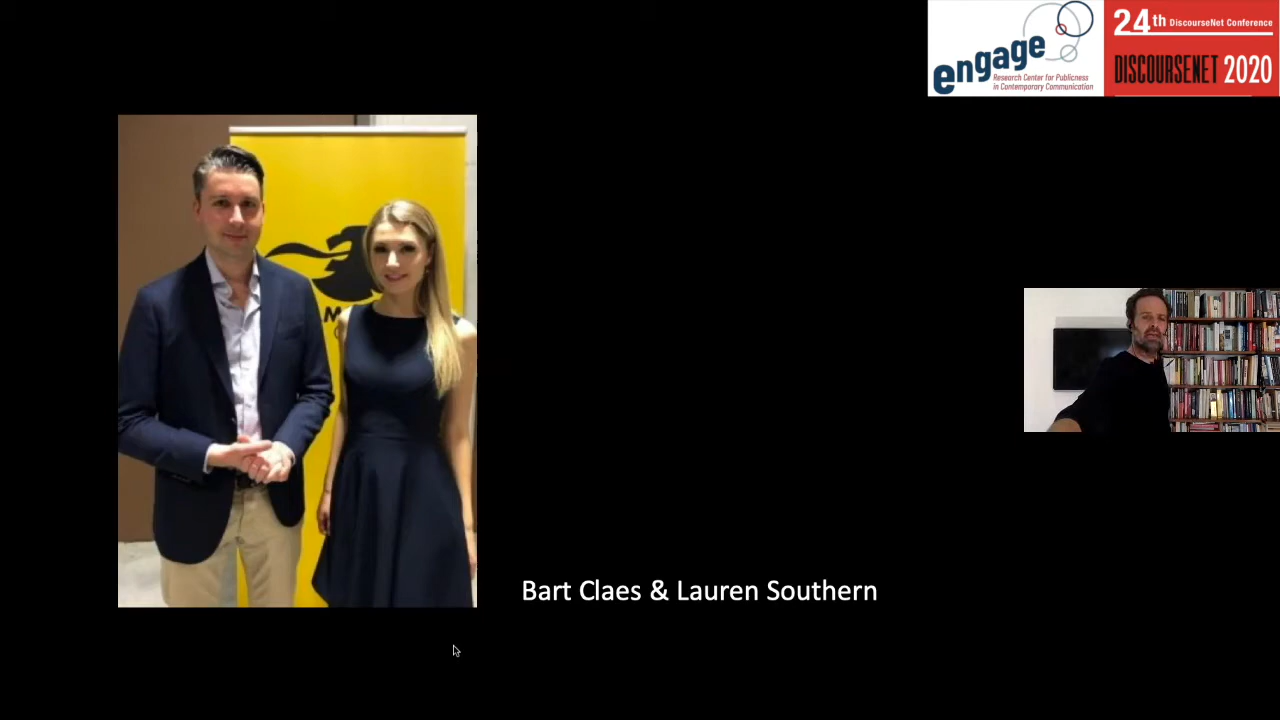 engage
Research Center for Publicness
in Contemporary Communication
24th DiscourseNet Conference
DISCOURSENET 2020
Bart Claes & Lauren Southern